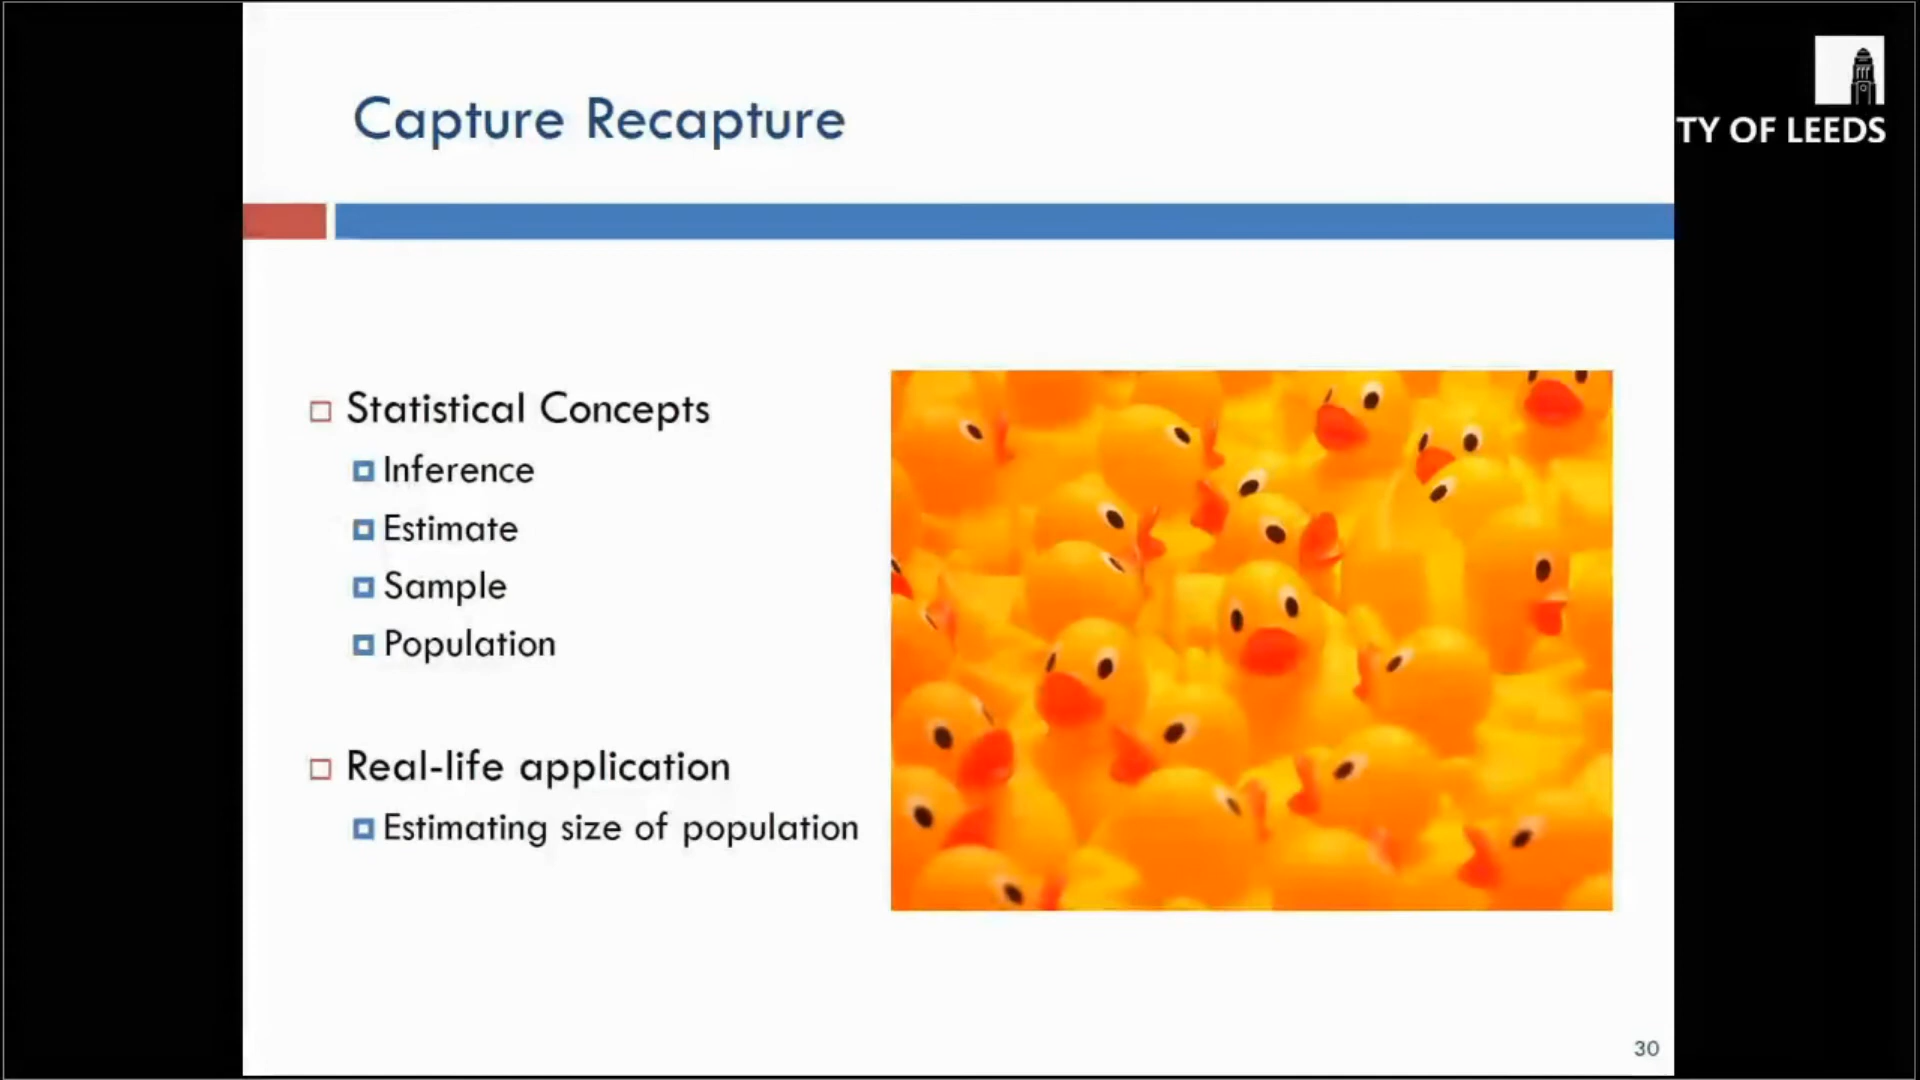 Capture Recapture
TY OF LEEDS
Statistical Concepts
Inference
Estimate
Sample
Population
Real-life application
Estimating size of population
30